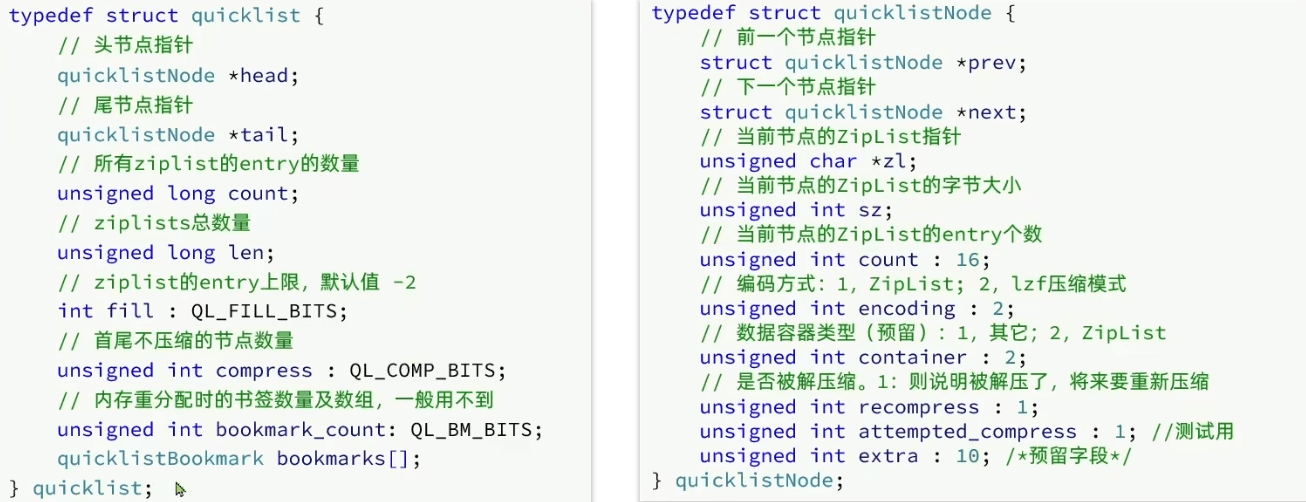 typedef struct quicklist {
// 头节点指针
quicklistNode *head;
// 尾节点指针
quicklistNode *tail;
// 所有ziplist的entry的数量
unsigned long count;
// ziplists总数量
unsigned long len;
// ziplist的entry上限，默认值 -2
int fill : QL_FILL_BITS;
// 首尾不压缩的节点数量
unsigned int compress : QL_COMP_BITS;
// 内存重分配时的书签数量及数组，一般用不到
unsigned int bookmark_count: QL_BM_BITS;
quicklistBookmark bookmarks[];
} quicklist;
typedef struct quicklistNode {
// 前一个节点指针
struct quicklistNode *prev;
// 下一个节点指针
struct quicklistNode *next;
// 当前节点的ZipList指针
unsigned char *zl;
// 当前节点的ZipList的字节大小
unsigned int sz;
// 当前节点的ZipList的entry个数
unsigned int count : 16;
// 编码方式：1，ZipList; 2，lzf压缩模式
unsigned int encoding : 2;
// 数据容器类型（预留）：1，其它；2，ZipList
unsigned int container : 2;
// 是否被解压缩。1：则说明被解压了，将来要重新压缩
unsigned int recompress : 1;
unsigned int attempted_compress : 1; //测试用
unsigned int extra : 10; /*预留字段*/
} quicklistNode;